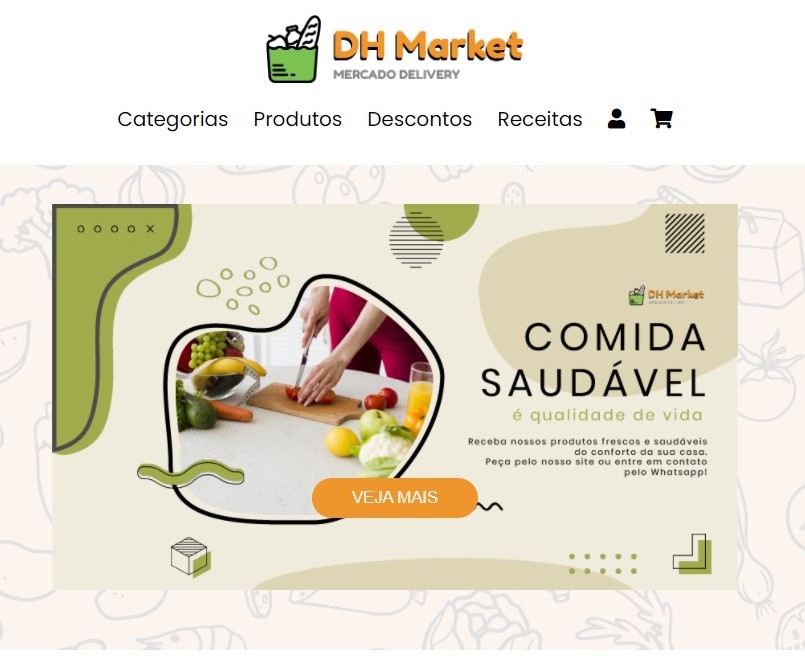 DH Market
MERCADO DELIVERY
Categorias Produtos Descontos Receitas
DH Market
COMIDA
SAUDÁVEL
é qualidade de vida
Receba nossos produtos frescos e saudáveis
do conforto da sua casa.
Peça pelo nosso site ou entre em contato
pelo Whatsapp!
VEJA MAIS